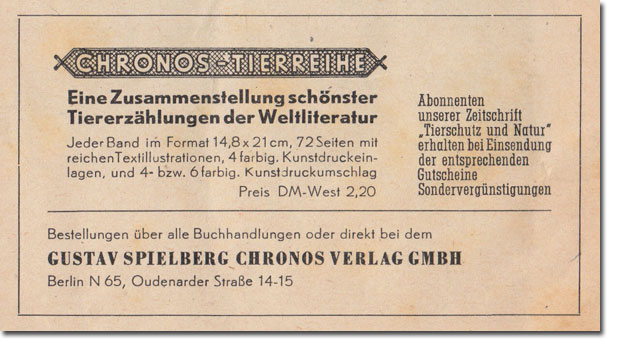 CHRONOS-TIERREIHE
Eine Zusammenstellung schönster
Tiererzählungen der Weltliteratur
Jeder Band im Format 14,8 x 21 cm, 72 Seiten mit
reichen Textillustrationen, 4 farbig. Kunstdruckein-
lagen, und 4- bzw. 6 farbig. Kunstdruckumschlag
Preis DM-West 2,20
Abonnenten
unserer Zeitschrift
„Tierschutz und Natur"
erhalten bei Einsendung
der entsprechenden
Gutscheine
Sondervergünstigungen
Bestellungen über alle Buchhandlungen oder direkt bei dem
GUSTAV SPIELBERG CHRONOS VERLAG GMBH
Berlin N 65, Oudenarder Straße 14-15